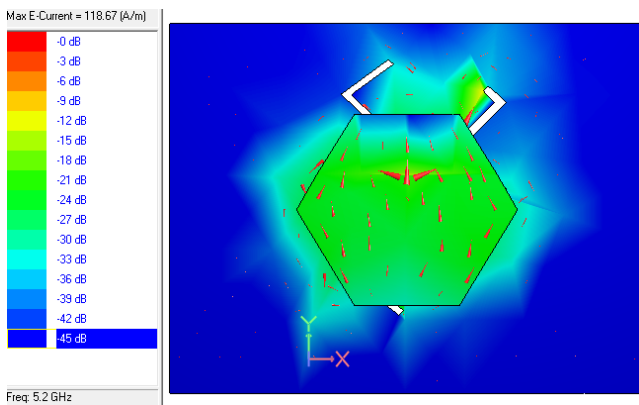 Max E-Current = 118.67 (A/m)
-0 dB
-3 dB
-6 dB
-9 dB
-12 dB
-15 dB
-18 dB
-21 dB
-24 dB
-27 dB
-30 dB
-33 dB
-36 dB
-39 dB
-42 dB
-45 dB
Freq: 5.2 GHz
Y
X